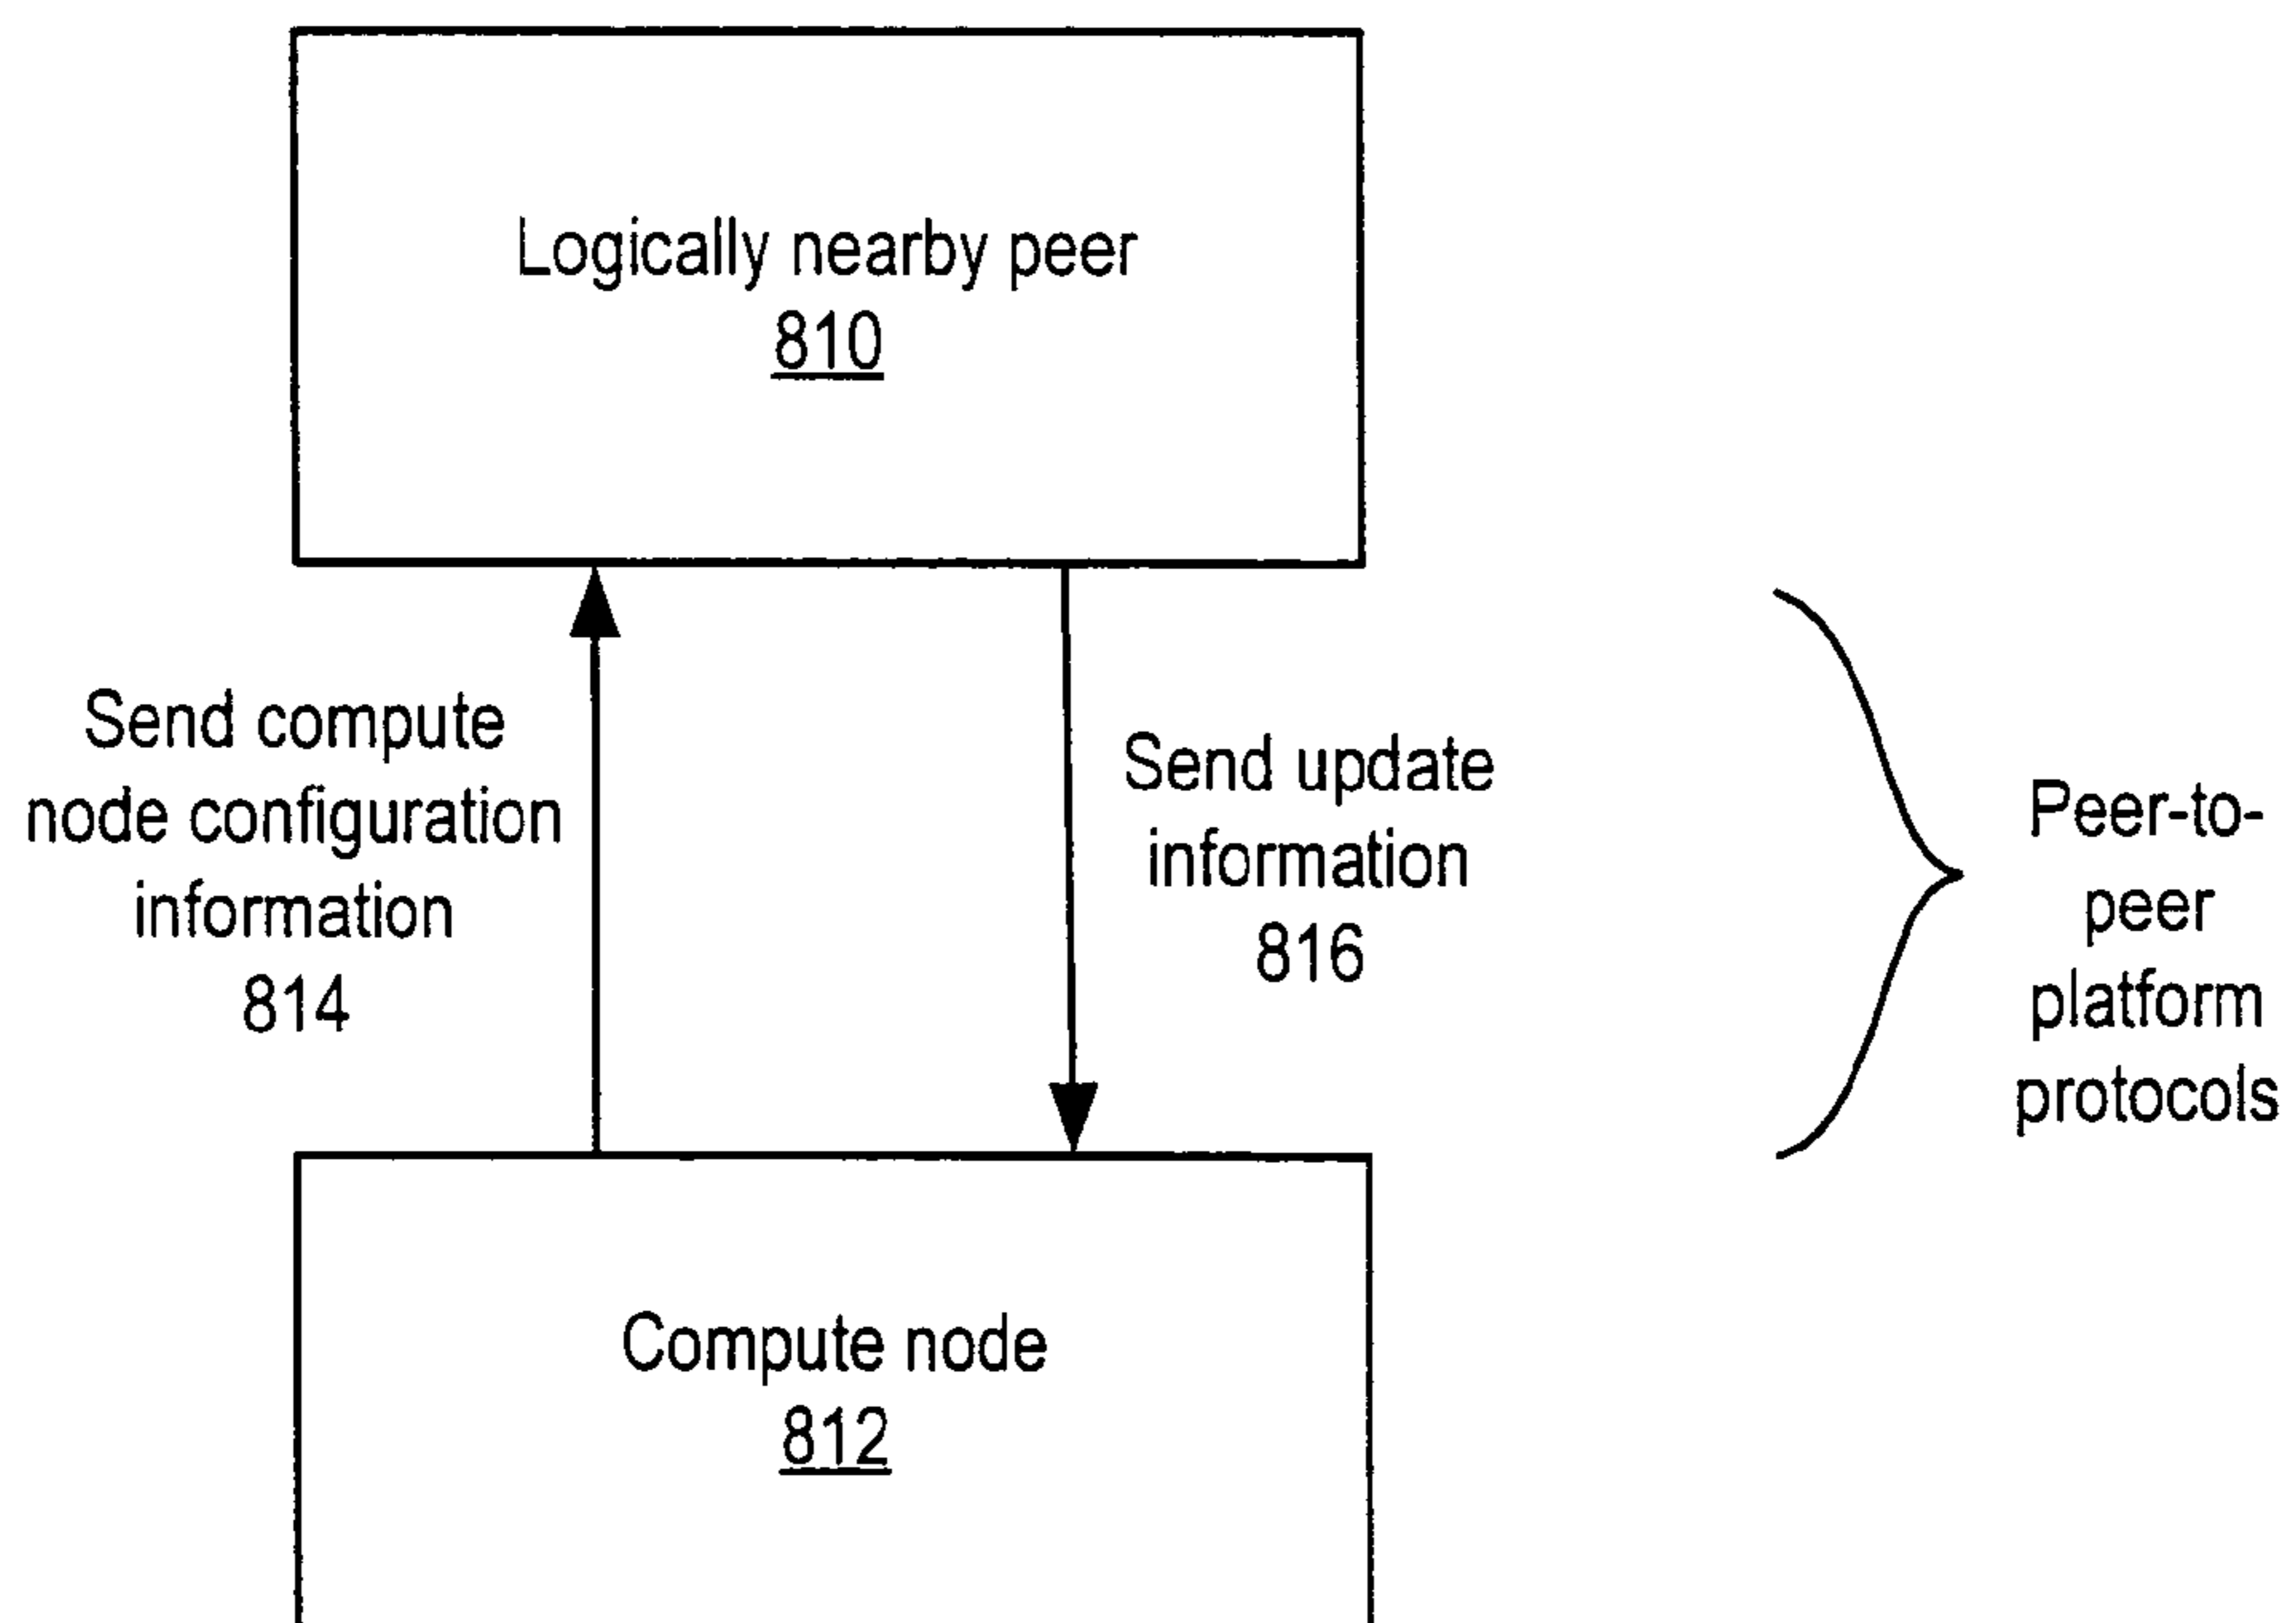 Logically nearby peer
810
Send compute
node configuration
information
814
Send update
information
816
Peer-to-
peer
platform
protocols
Compute node
812